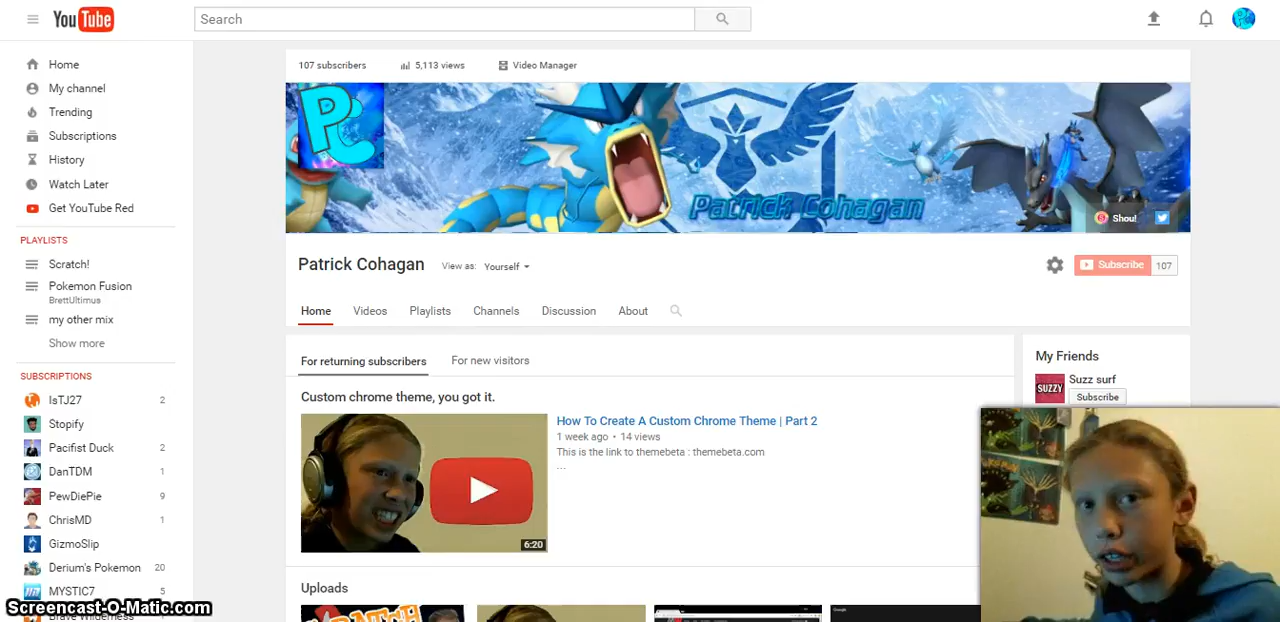 YouTube
Search
Home
My channel
Trending
Subscriptions
History
Watch Later
Get YouTube Red
PLAYLISTS
Scratch!
Pokemon Fusion
BrettUltimus
my other mix
Show more
SUBSCRIPTIONS
IsTJ27 2
Stopify
Pacifist Duck 2
DanTDM 1
PewDiePie 9
ChrisMD 1
GizmoSlip
Derium's Pokemon 20
MYSTIC7 5
Brave Wilderness
Screencast-O-Matic.com
107 subscribers 5,113 views Video Manager
PC
Patrick Cohagan
Shou!
Patrick Cohagan View as: Yourself
Subscribe 107
Home Videos Playlists Channels Discussion About
For returning subscribers For new visitors
Custom chrome theme, you got it.
How To Create A Custom Chrome Theme | Part 2
1 week ago • 14 views
This is the link to themebeta : themebeta.com
...
6:20
Uploads
My Friends
SUZZY
Suzz surf
Subscribe